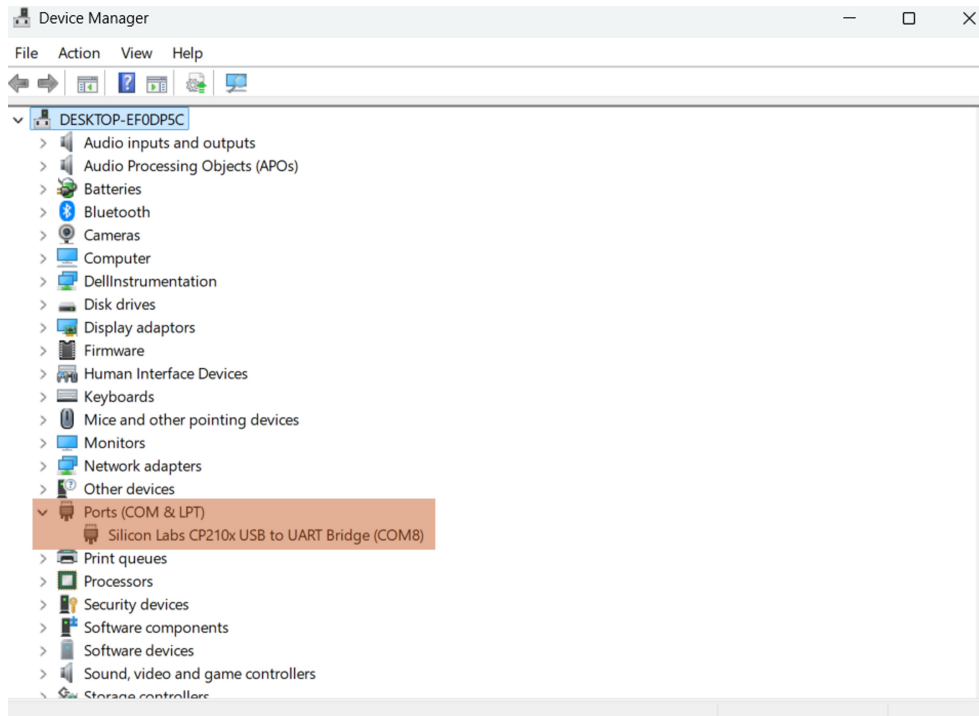 Device Manager
File Action View Help
DESKTOP-EF0DP5C
Audio inputs and outputs
Audio Processing Objects (APOs)
Batteries
Bluetooth
Cameras
Computer
DellInstrumentation
Disk drives
Display adaptors
Firmware
Human Interface Devices
Keyboards
Mice and other pointing devices
Monitors
Network adapters
Other devices
Ports (COM & LPT)
Silicon Labs CP210x USB to UART Bridge (COM8)
Print queues
Processors
Security devices
Software components
Software devices
Sound, video and game controllers
Storage controllers